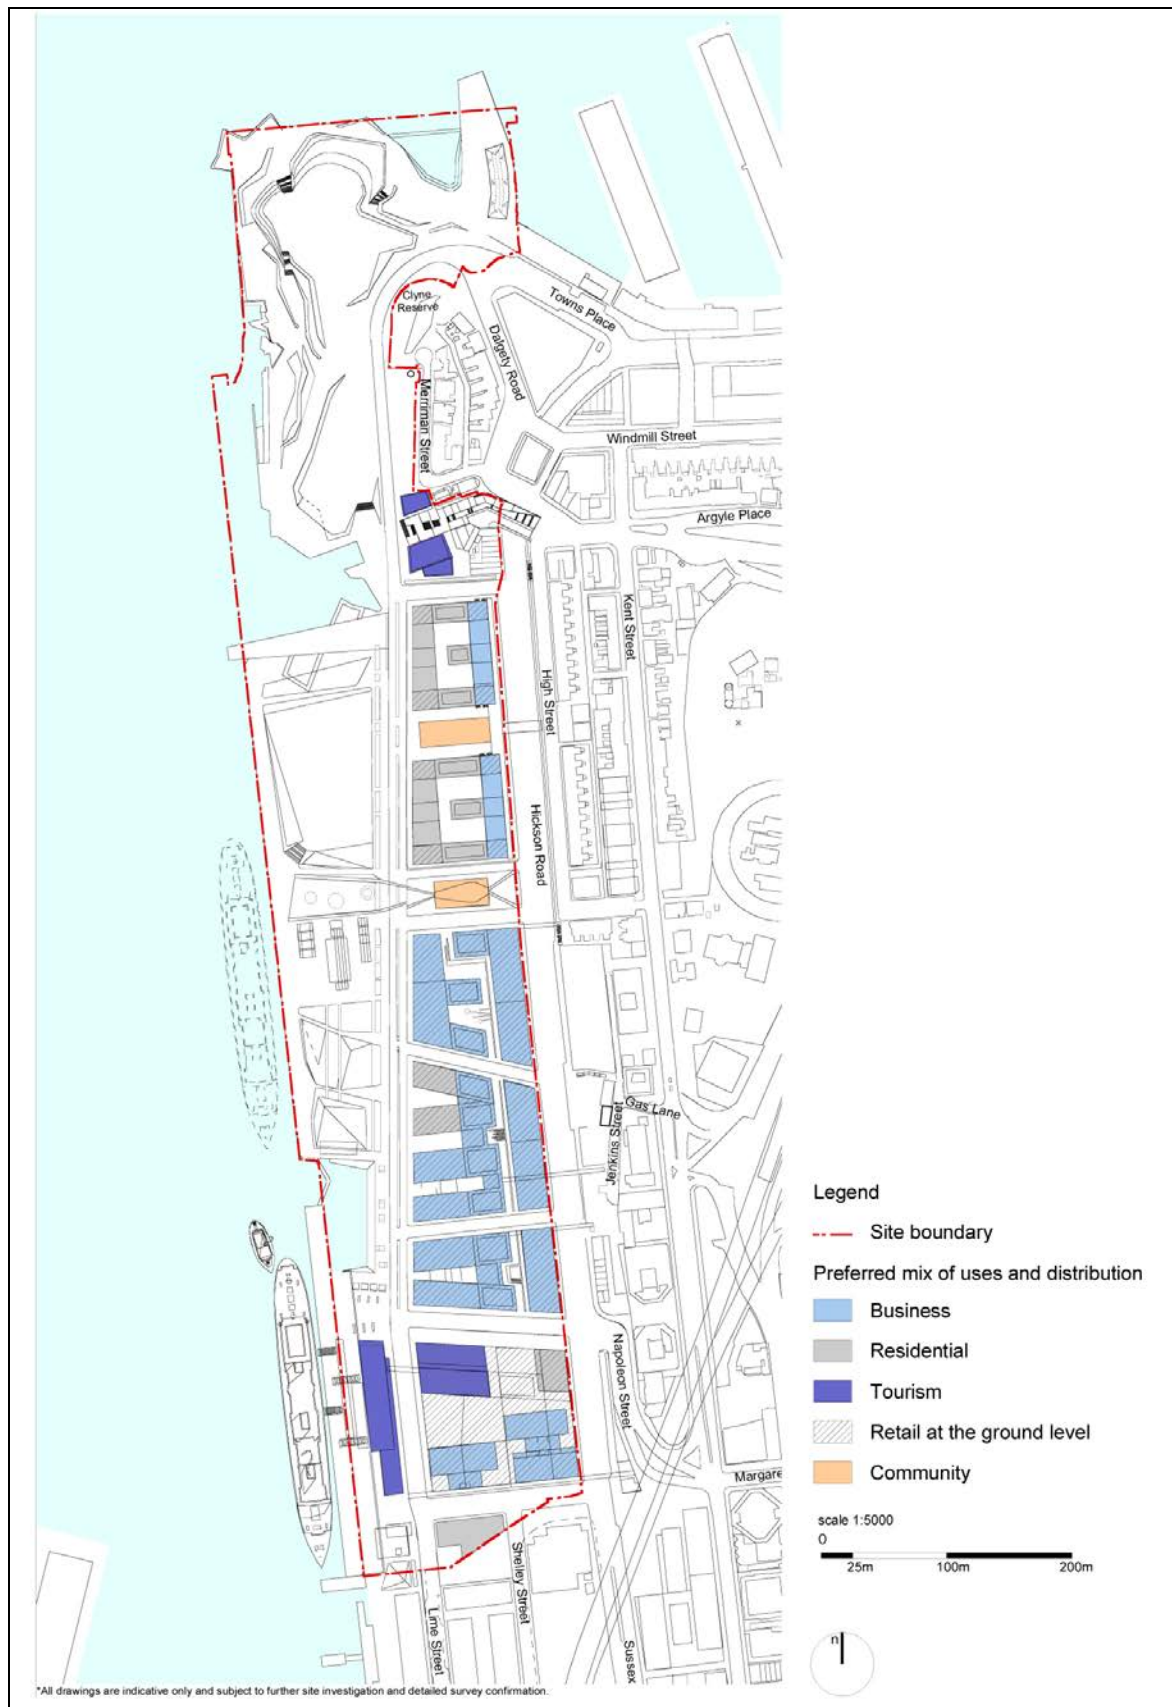 Clyne
Reserve
Towns Place
Dalgety Road
Merriman Street
Windmill Street
Argyle Place
Kent Street
High Street
Hickson Road
Gas Lane
Jenkins Street
Napoleon Street
Margare
Shelley Street
Lime Street
Sussex
Legend
Site boundary
Preferred mix of uses and distribution
Business
Residential
Tourism
Retail at the ground level
Community
scale 1:5000
0
25m 100m 200m
n
*All drawings are indicative only and subject to further site investigation and detailed survey confirmation.